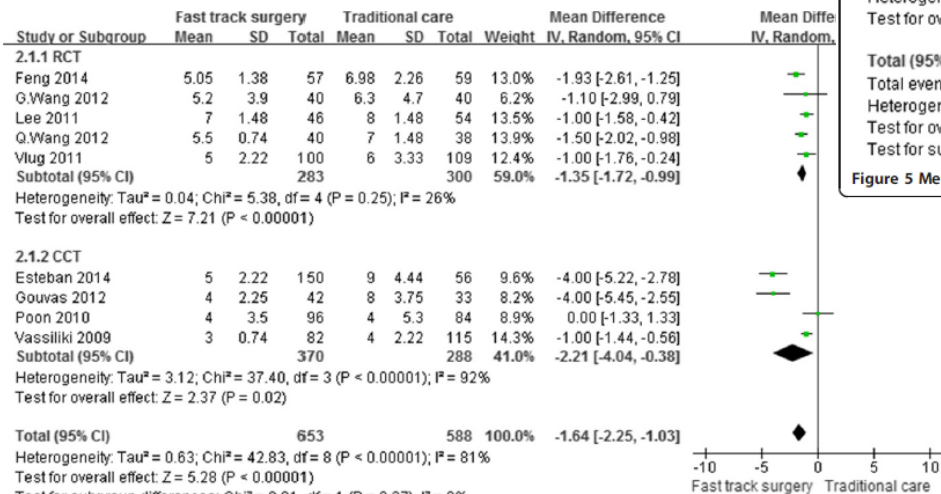 Fast track surgery Traditional care Mean Difference Mean Diffe
Study or Subgroup Mean SD Total Mean SD Total Weight IV, Random, 95% CI IV, Random,
2.1.1 RCT
Feng 2014 5.05 1.38 57 6.98 2.26 59 13.0% -1.93 [-2.61, -1.25]
G.Wang 2012 5.2 3.9 40 6.3 4.7 40 6.2% -1.10 [-2.99, 0.79]
Lee 2011 7 1.48 46 8 1.48 54 13.5% -1.00 [-1.58, -0.42]
Q.Wang 2012 5.5 0.74 40 7 1.48 38 13.9% -1.50 [-2.02, -0.98]
Vlug 2011 5 2.22 100 6 3.33 109 12.4% -1.00 [-1.76, -0.24]
Subtotal (95% CI) 283 300 59.0% -1.35 [-1.72, -0.99]
Heterogeneity: Tau² = 0.04; Chi² = 5.38, df = 4 (P = 0.25); I² = 26%
Test for overall effect: Z = 7.21 (P < 0.00001)
2.1.2 CCT
Esteban 2014 5 2.22 150 9 4.44 56 9.6% -4.00 [-5.22, -2.78]
Gouvas 2012 4 2.25 42 8 3.75 33 8.2% -4.00 [-5.45, -2.55]
Poon 2010 4 3.5 96 4 5.3 84 8.9% 0.00 [-1.33, 1.33]
Vassiliki 2009 3 0.74 82 4 2.22 115 14.3% -1.00 [-1.44, -0.56]
Subtotal (95% CI) 370 288 41.0% -2.21 [-4.04, -0.38]
Heterogeneity: Tau² = 3.12; Chi² = 37.40, df = 3 (P < 0.00001); I² = 92%
Test for overall effect: Z = 2.37 (P = 0.02)
Total (95% CI) 653 588 100.0% -1.64 [-2.25, -1.03]
Heterogeneity: Tau² = 0.63; Chi² = 42.83, df = 8 (P < 0.00001); I² = 81%
Test for overall effect: Z = 5.28 (P < 0.00001)
-10 -5 0 5 10
Fast track surgery Traditional care
Test for ov
Total (95%
Total even
Heterogen
Test for ov
Test for su
Figure 5 Me